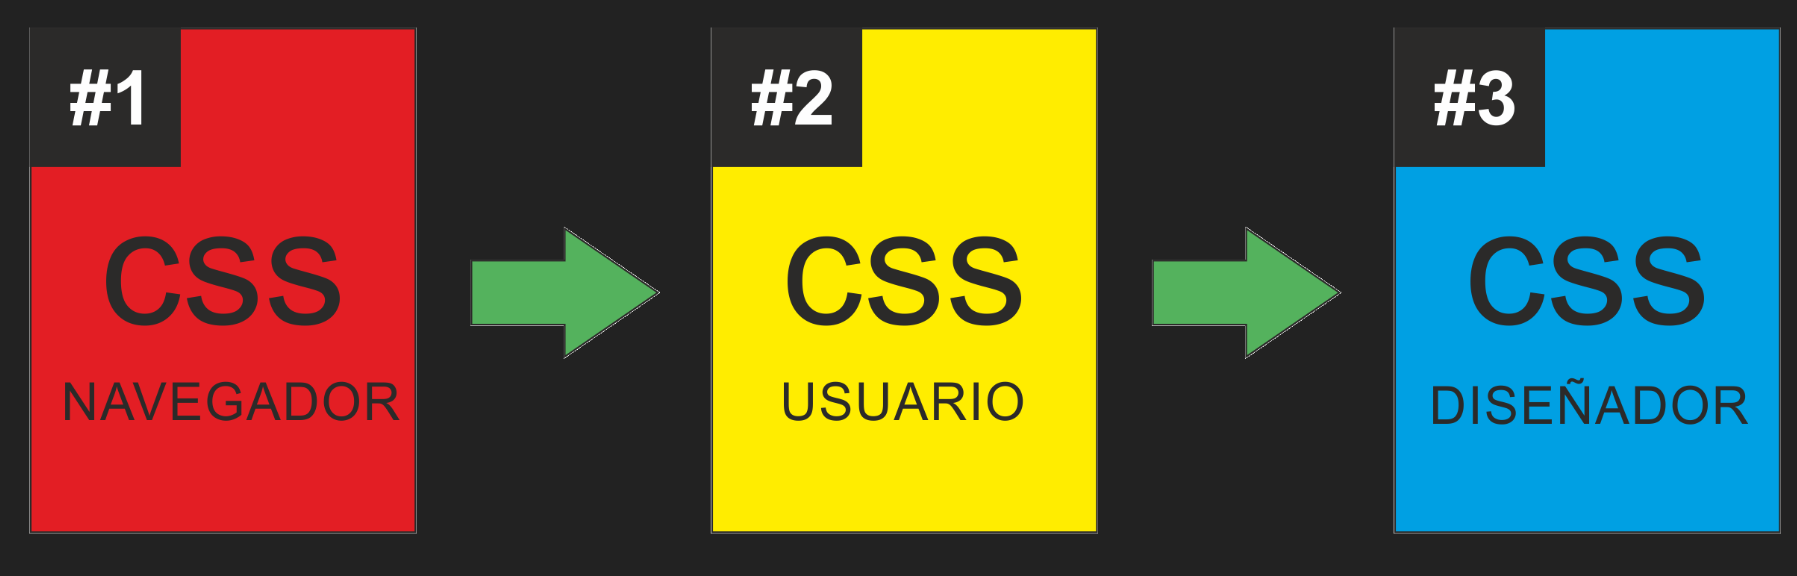 #1
CSS
NAVEGADOR
#2
CSS
USUARIO
#3
CSS
DISEÑADOR